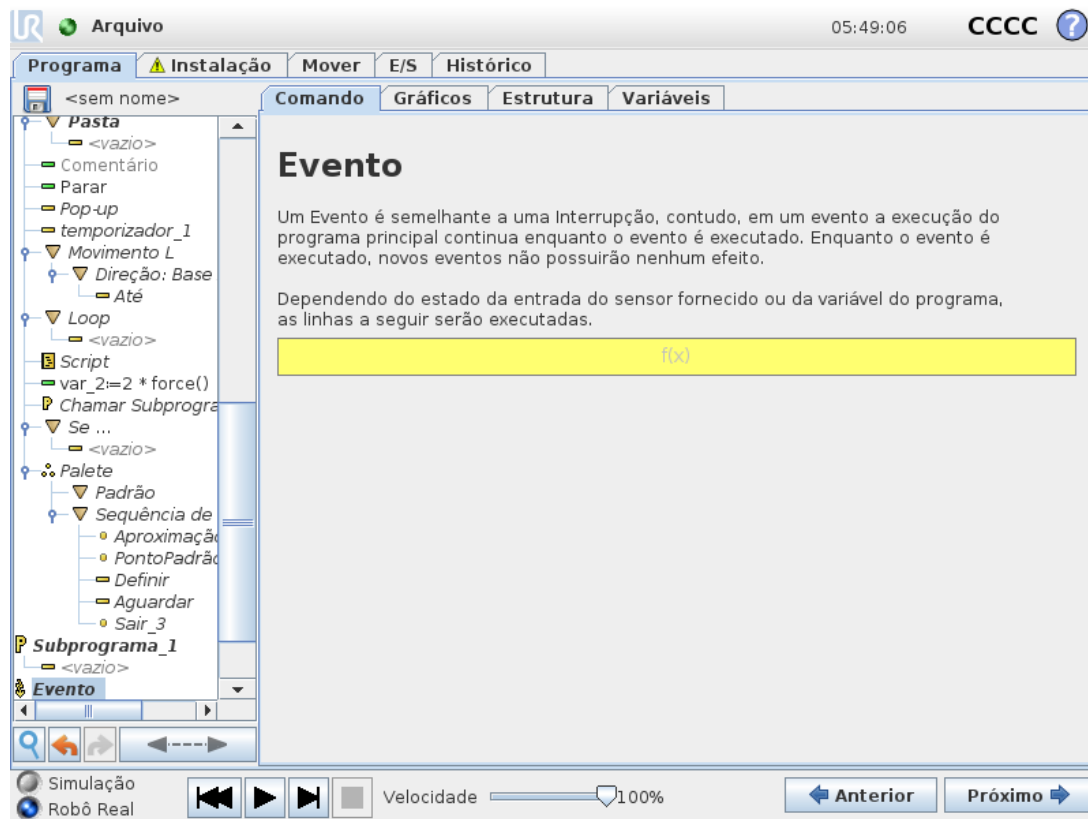 UR
Arquivo
05:49:06
CCCC
?
Programa
Instalação
Mover
E/S
Histórico
<sem nome>
Comando
Gráficos
Estrutura
Variáveis
Pasta
<vazio>
Comentário
Parar
Pop-up
temporizador_1
Movimento L
Direção: Base
Até
Loop
<vazio>
Script
var_2:=2 * force()
Chamar Subprogra
Se ...
<vazio>
Palete
Padrão
Sequência de
Aproximação
PontoPadrão
Definir
Aguardar
Sair_3
P Subprograma_1
<vazio>
Evento
Evento
Um Evento é semelhante a uma Interrupção, contudo, em um evento a execução do
programa principal continua enquanto o evento é executado. Enquanto o evento é
executado, novos eventos não possuirão nenhum efeito.
Dependendo do estado da entrada do sensor fornecido ou da variável do programa,
as linhas a seguir serão executadas.
f(x)
Simulação
Robô Real
Velocidade
100%
Anterior
Próximo